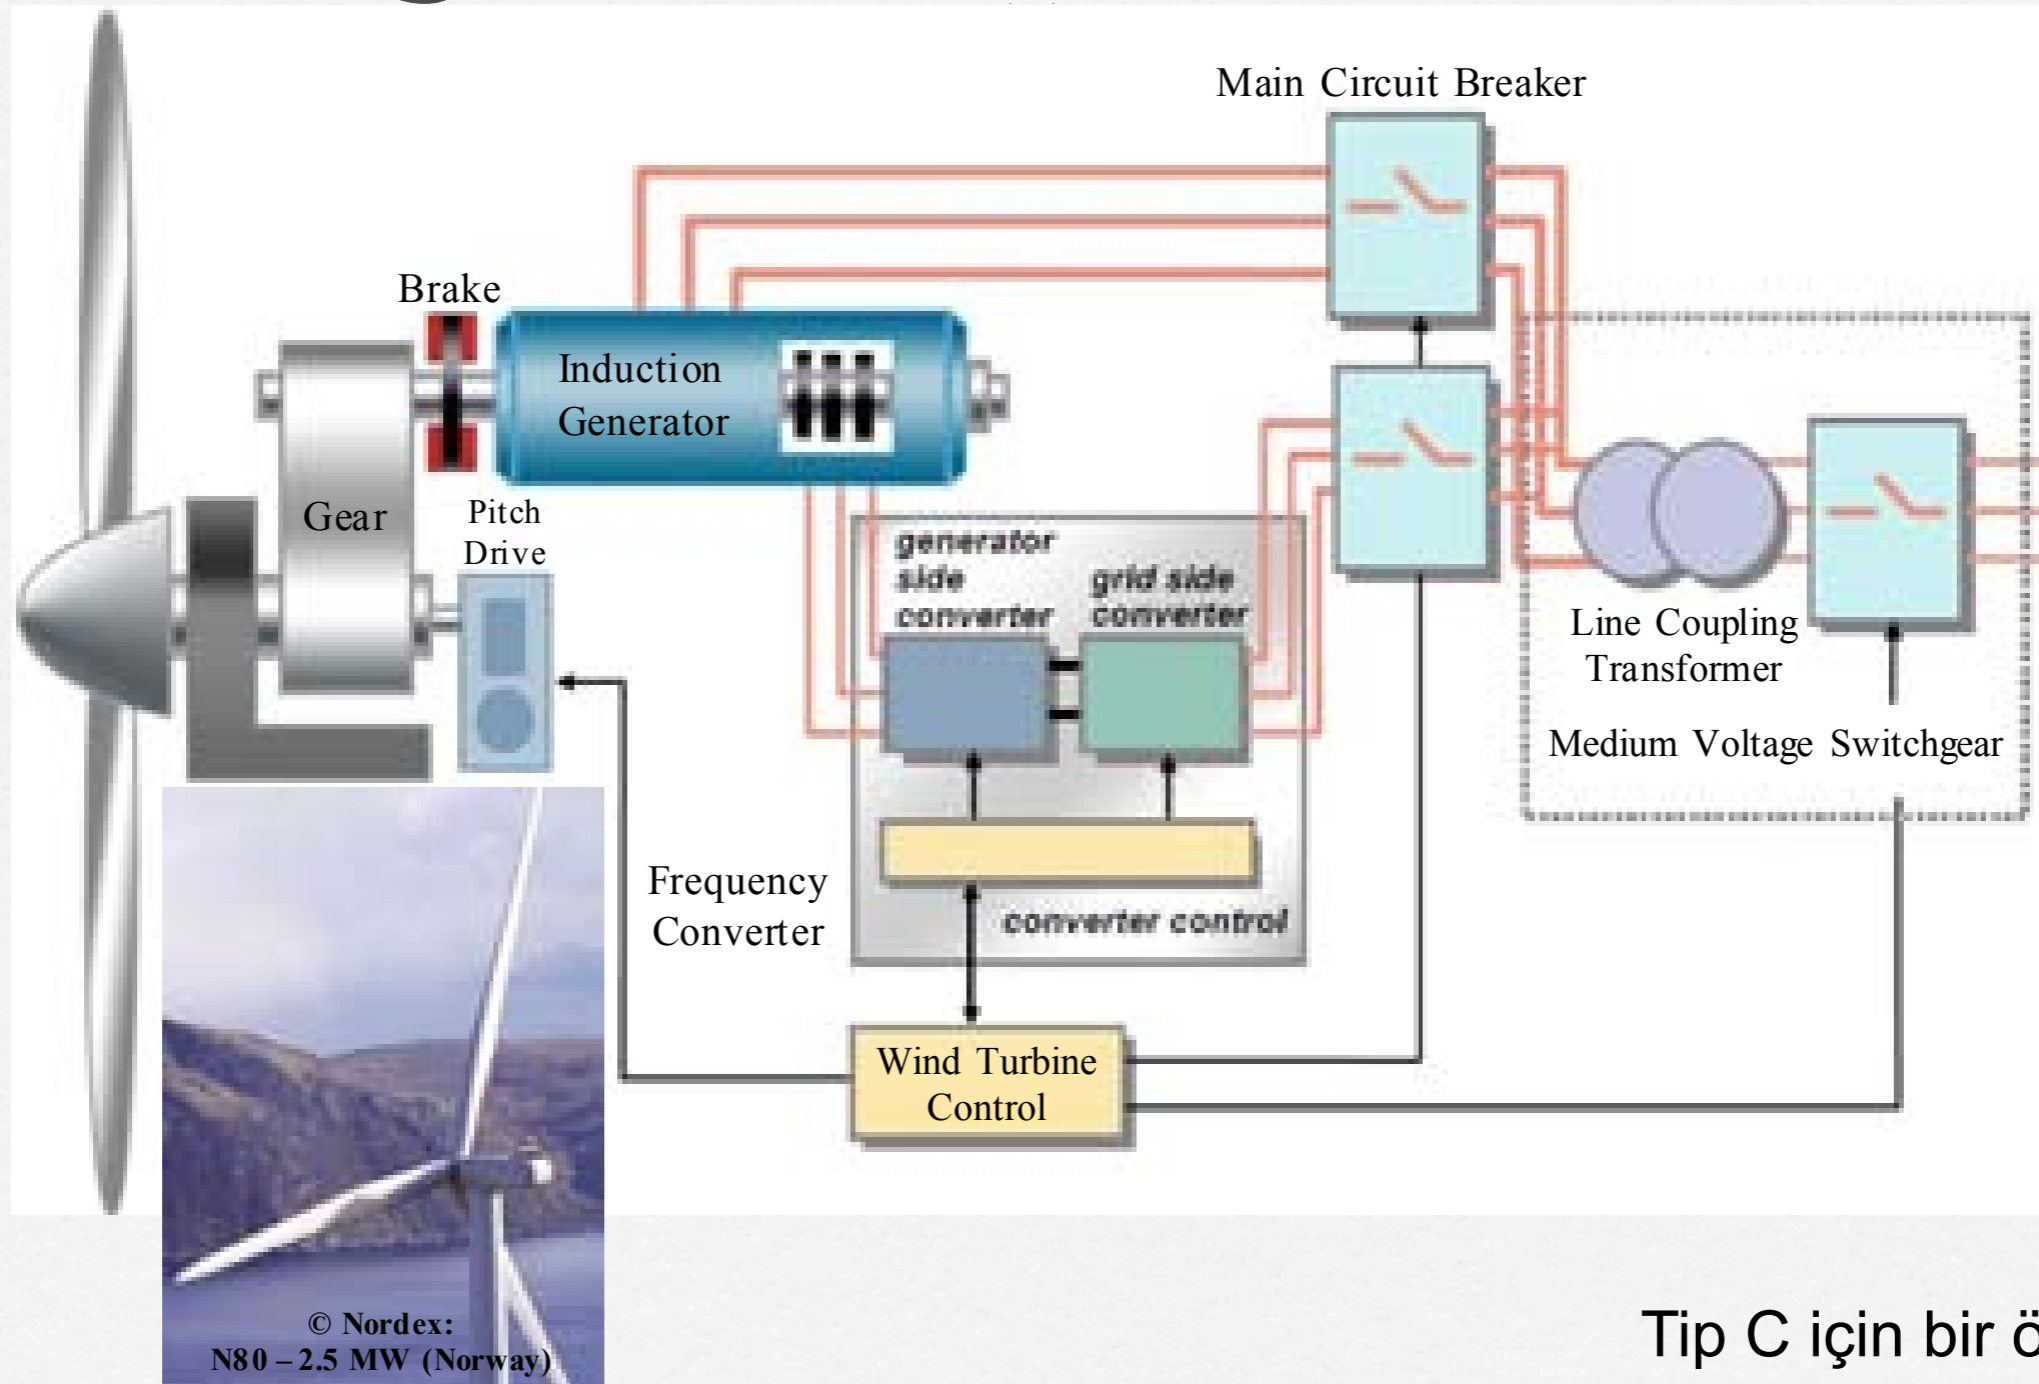 Main Circuit Breaker
Brake
Induction
Generator
Gear
Pitch
Drive
generator
side
converter
grid side
converter
Line Coupling
Transformer
Medium Voltage Switchgear
Frequency
Converter
converter control
Wind Turbine
Control
© Nordex:
N80 – 2.5 MW (Norway)
Tip C için bir ö